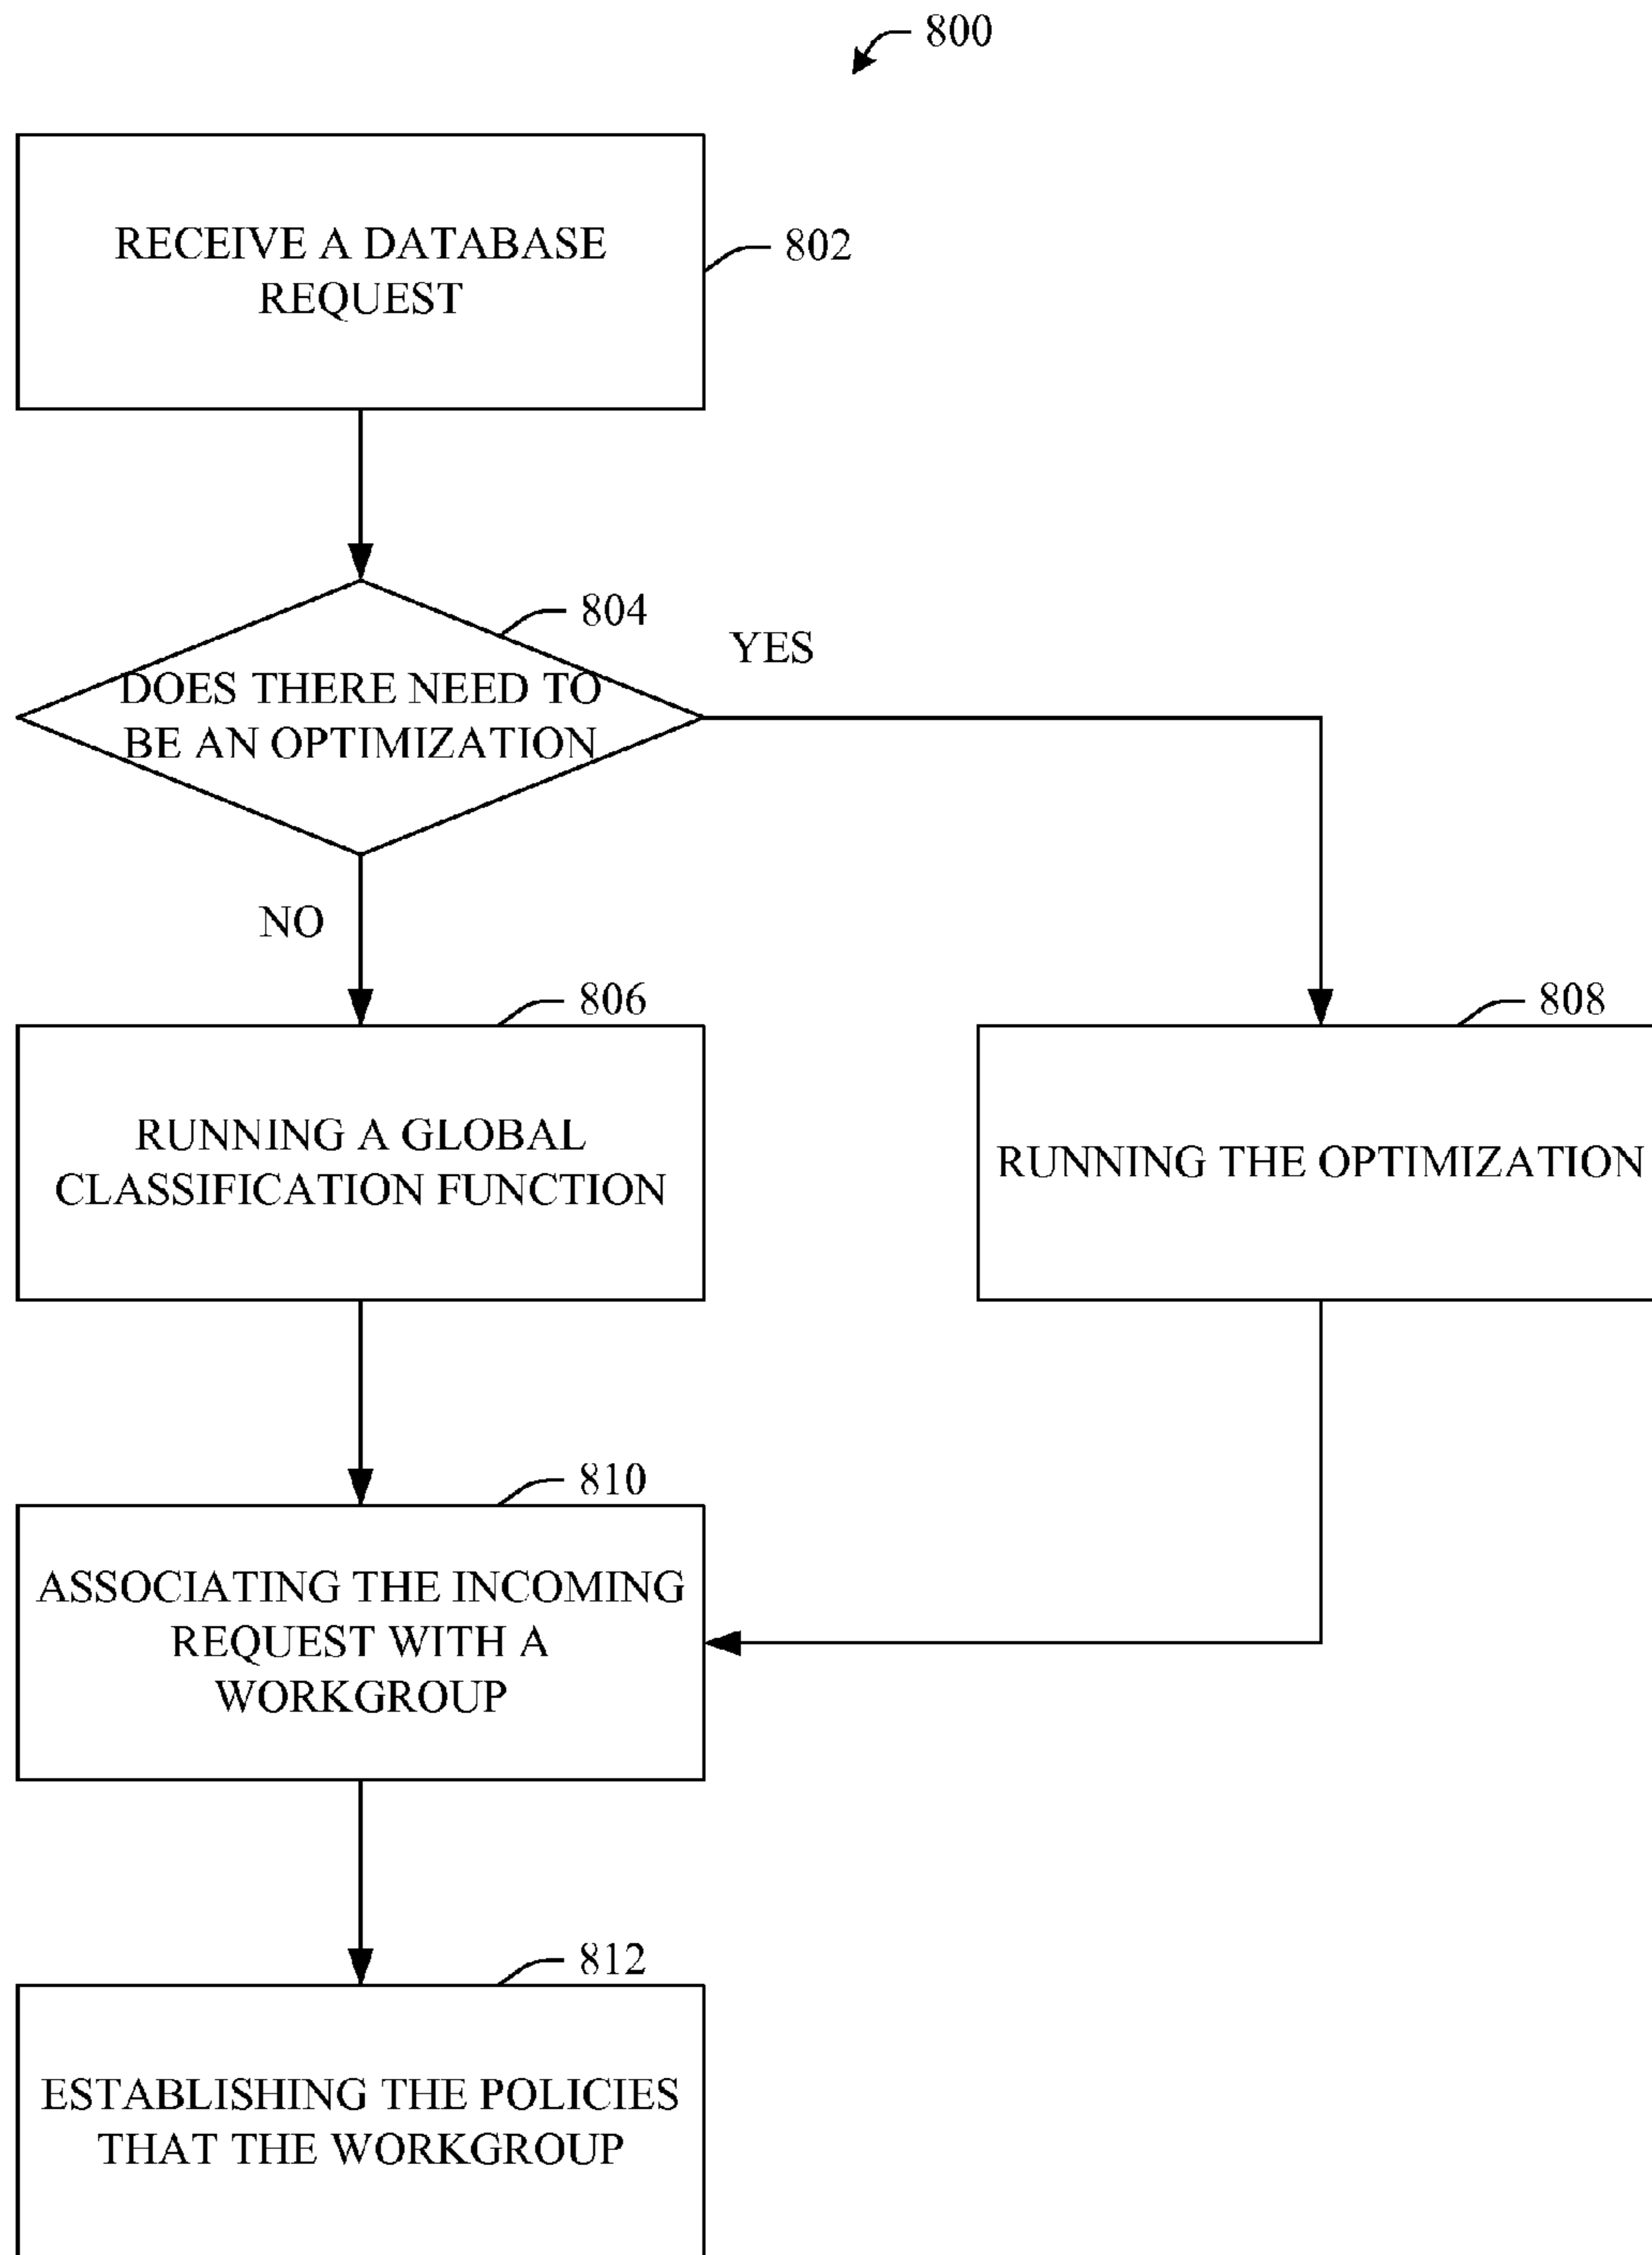 800
RECEIVE A DATABASE
REQUEST
802
804
YES
DOES THERE NEED TO
BE AN OPTIMIZATION
NO
806
808
RUNNING A GLOBAL
CLASSIFICATION FUNCTION
RUNNING THE OPTIMIZATION
810
ASSOCIATING THE INCOMING
REQUEST WITH A
WORKGROUP
812
ESTABLISHING THE POLICIES
THAT THE WORKGROUP